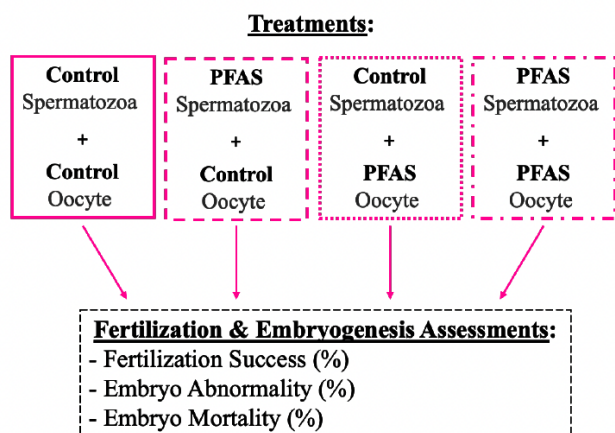 Treatments:
Control
Spermatozoa
+
Control
Oocyte
PFAS
Spermatozoa
+
Control
Oocyte
Control
Spermatozoa
+
PFAS
Oocyte
PFAS
Spermatozoa
+
PFAS
Oocyte
Fertilization & Embryogenesis Assessments:
- Fertilization Success (%)
- Embryo Abnormality (%)
- Embryo Mortality (%)